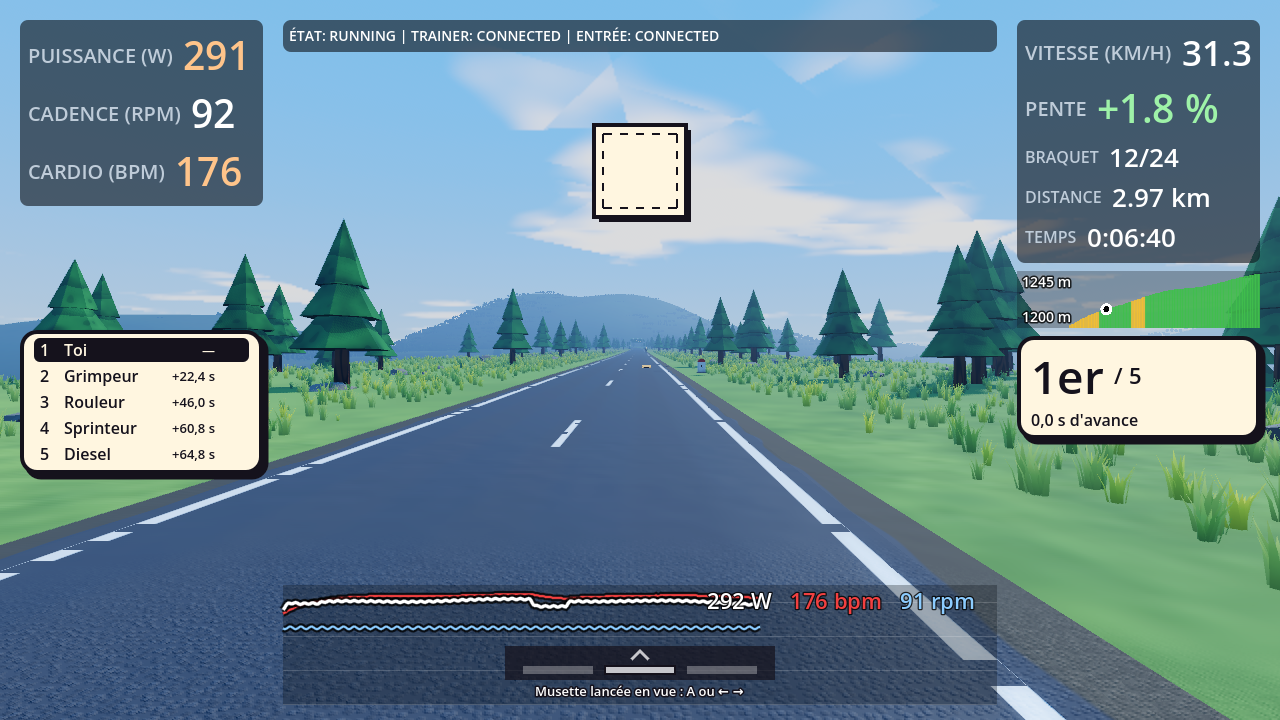 PUISSANCE (W) 291
CADENCE (RPM) 92
CARDIO (BPM) 176
ÉTAT: RUNNING | TRAINER: CONNECTED | ENTRÉE: CONNECTED
VITESSE (KM/H) 31.3
PENTE +1.8 %
BRAQUET 12/24
DISTANCE 2.97 km
TEMPS 0:06:40
1245 m
1200 m
1 Toi —
2 Grimpeur +22,4 s
3 Rouleur +46,0 s
4 Sprinteur +60,8 s
5 Diesel +64,8 s
1er / 5
0,0 s d'avance
292 W 176 bpm 91 rpm
Musette lancée en vue : A ou ← →